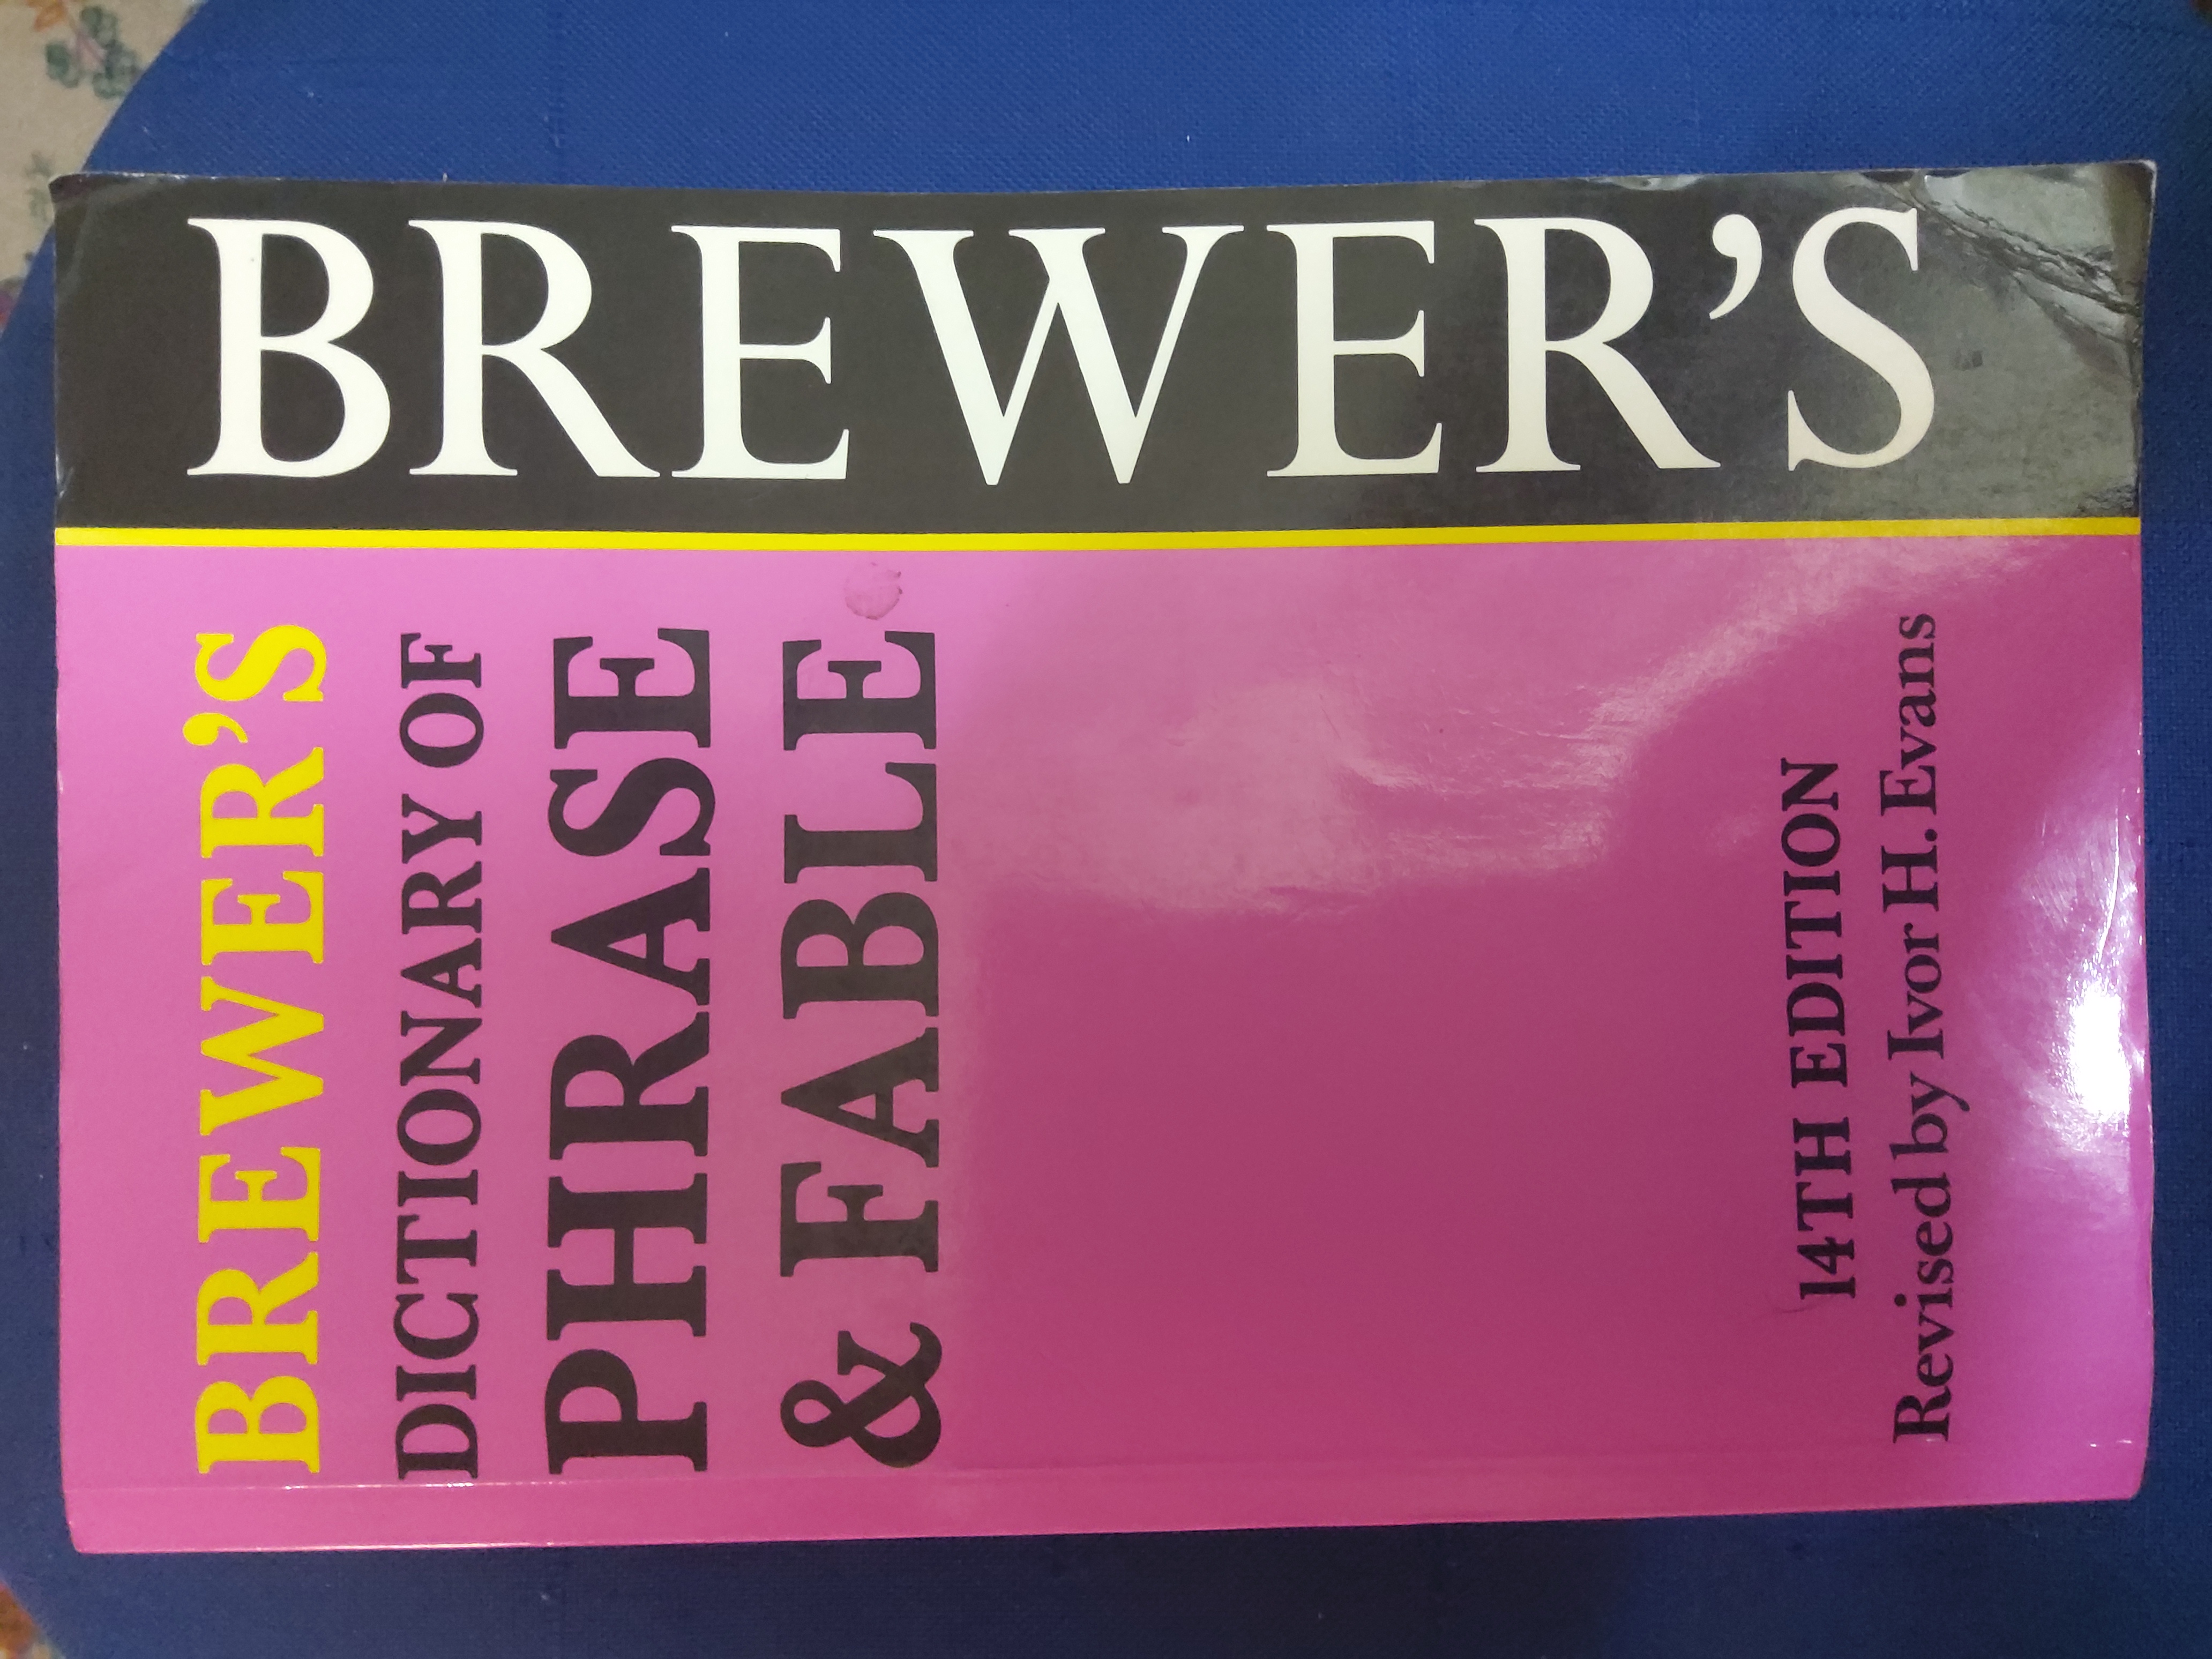 BREWER'S
BREWER'S
DICTIONARY OF
PHRASE
& FABLE
14TH EDITION
Revised by Ivor H. Evans